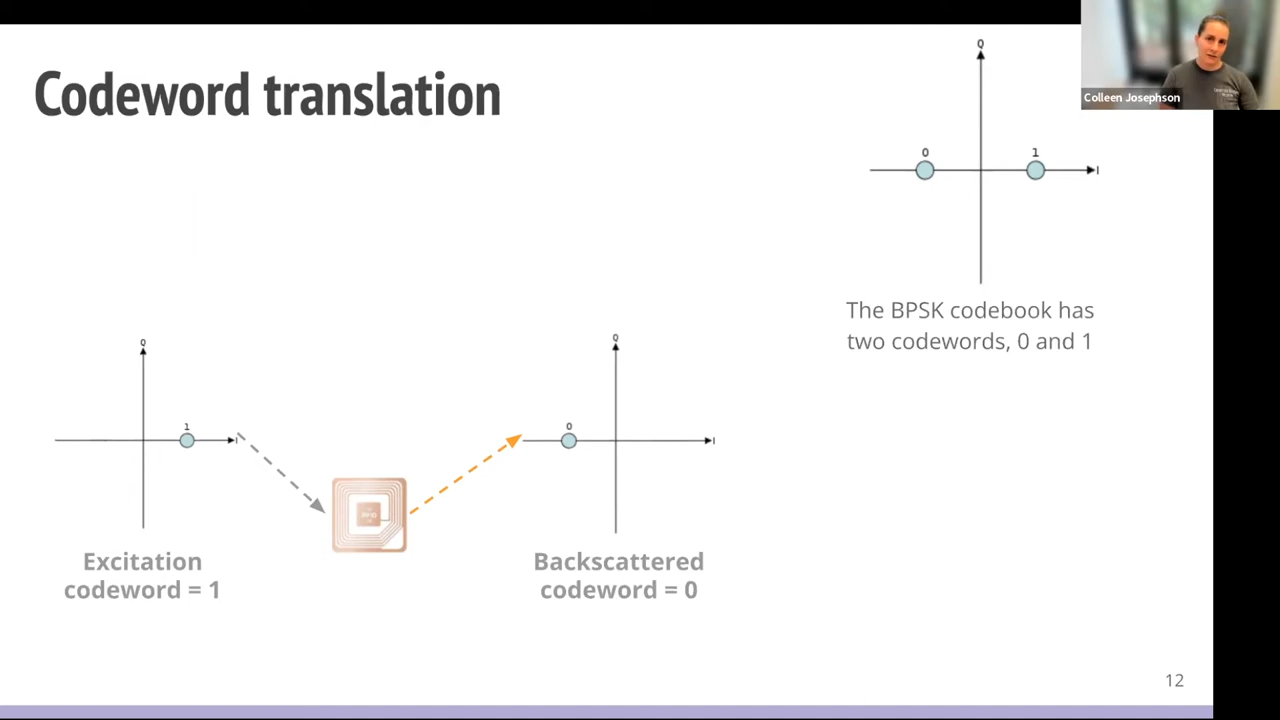 Codeword translation
Colleen Josephson
Q
0
1
I
The BPSK codebook has
two codewords, 0 and 1
Q
1
I
Q
0
I
RFID
Excitation
codeword = 1
Backscattered
codeword = 0
12